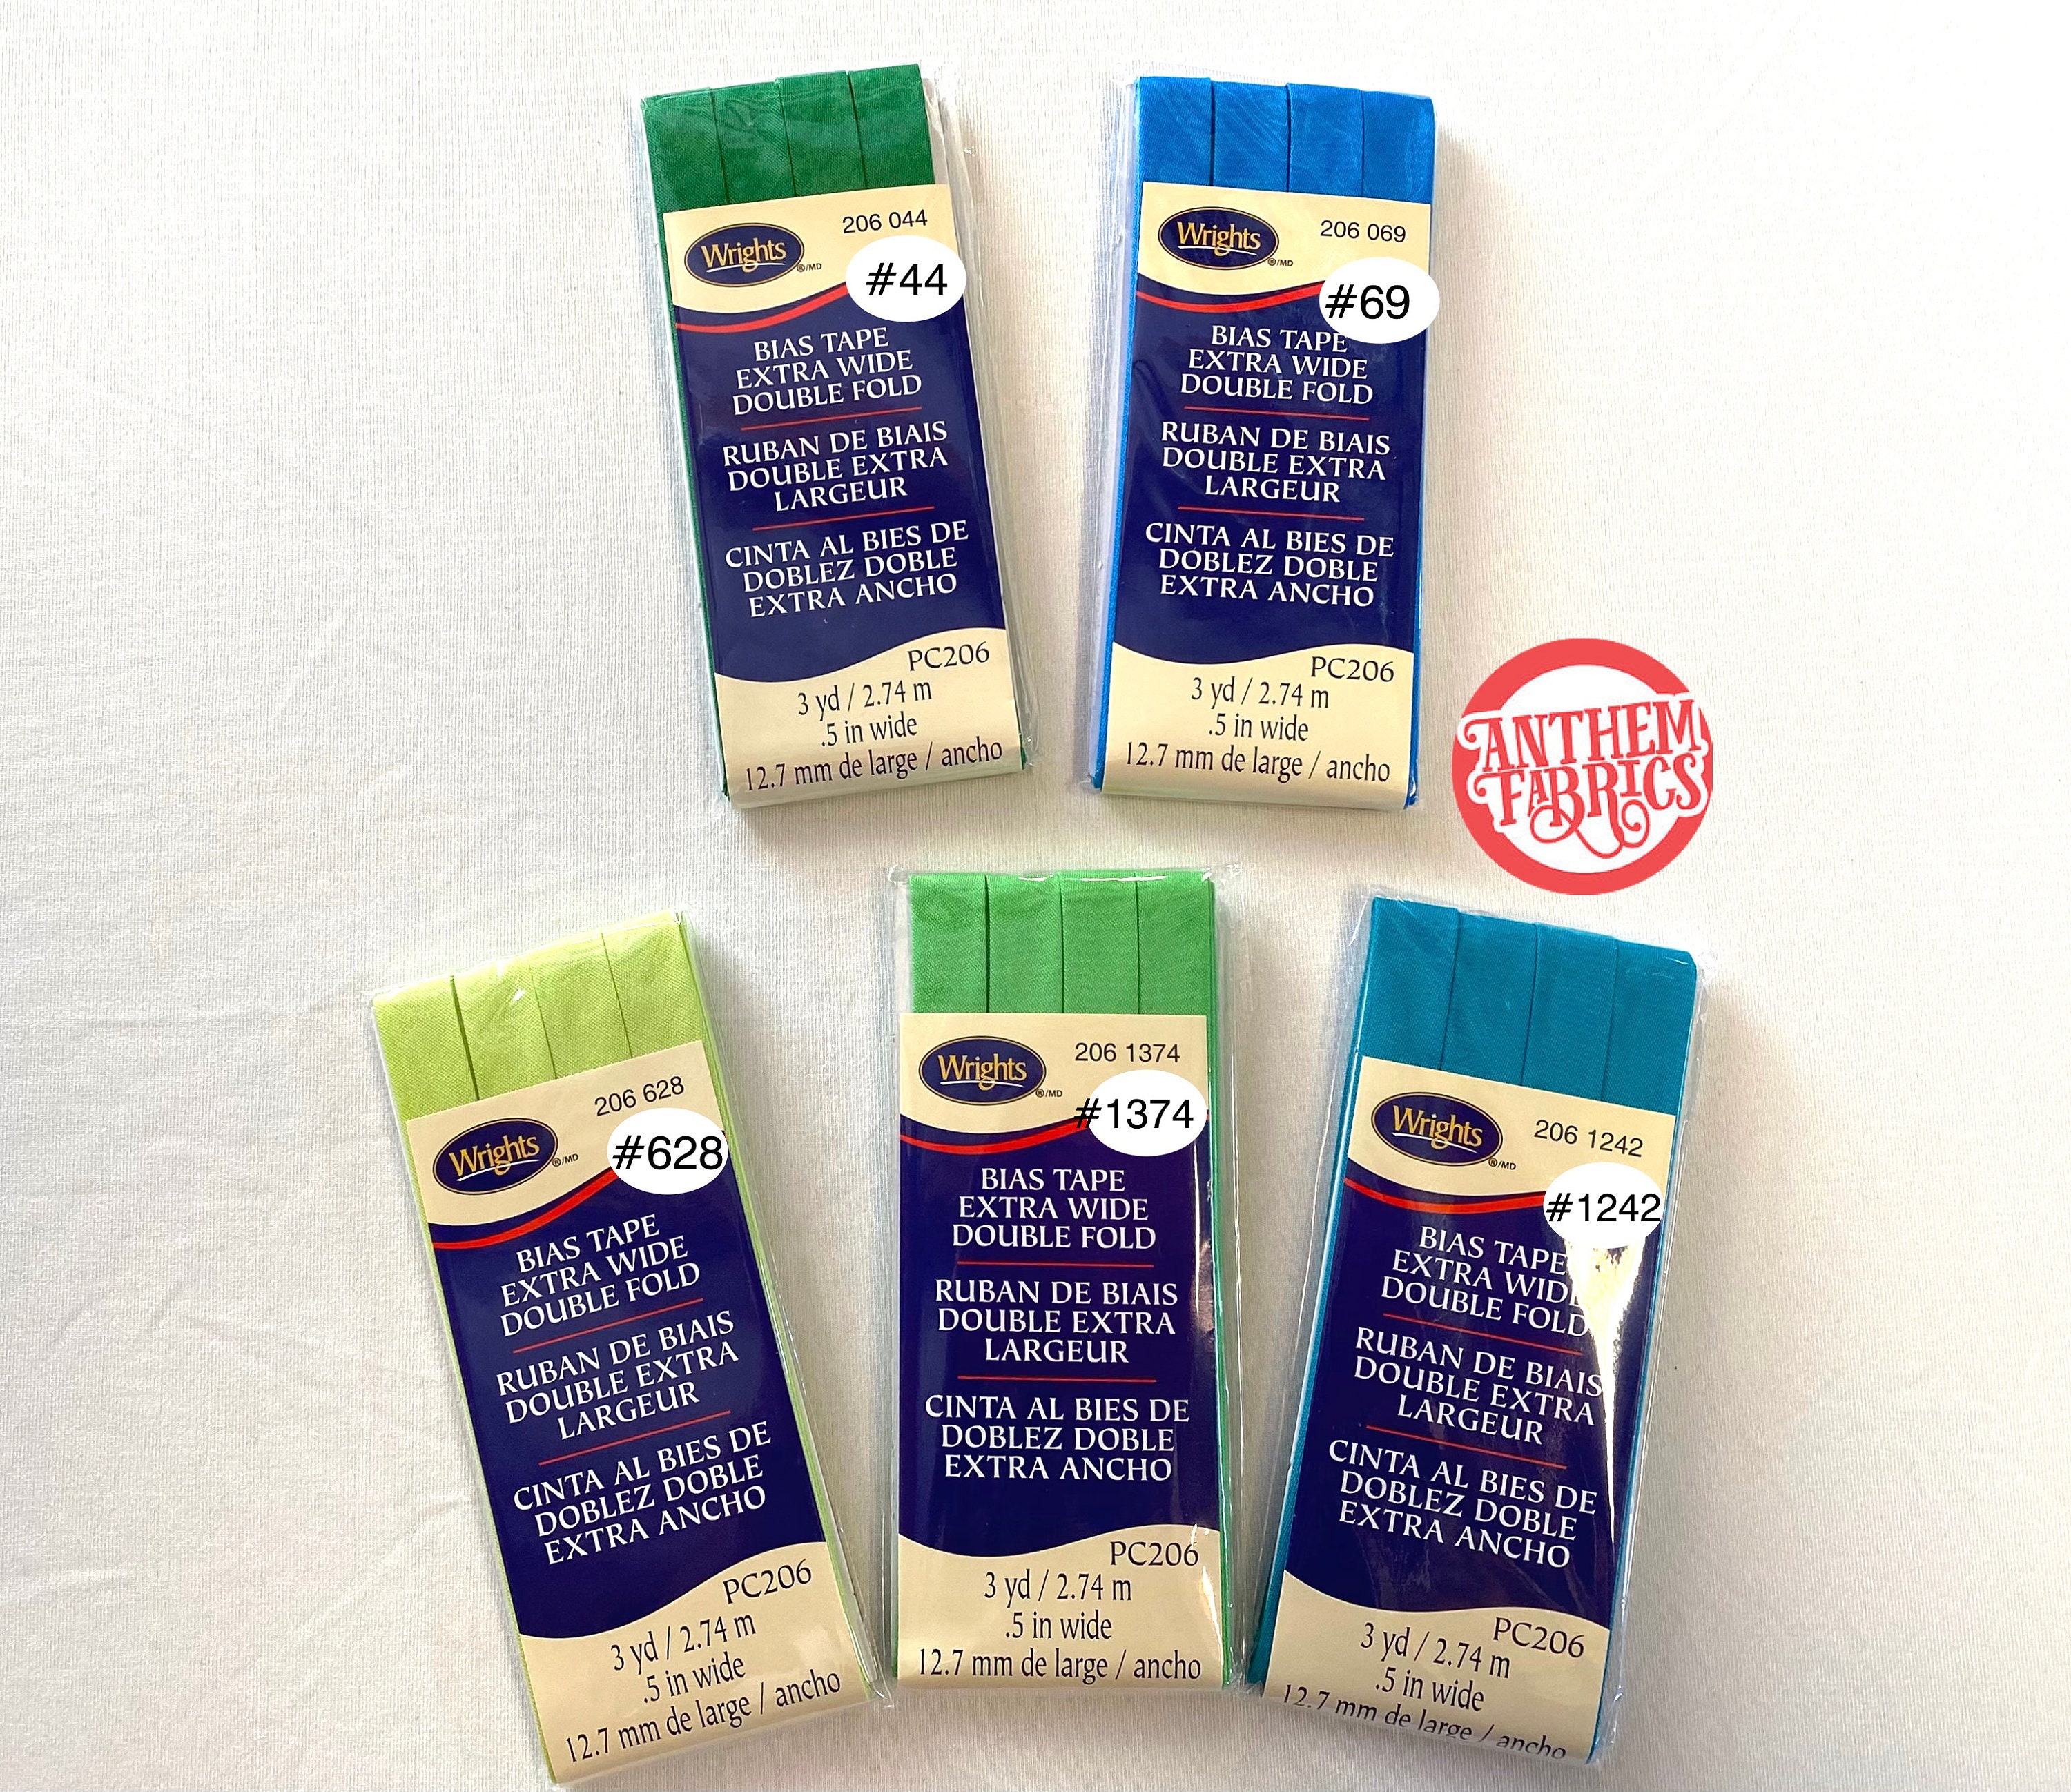 206 044
Wrights
®/MD
#44
BIAS TAPE
EXTRA WIDE
DOUBLE FOLD
RUBAN DE BIAIS
DOUBLE EXTRA
LARGEUR
CINTA AL BIES DE
DOBLEZ DOBLE
EXTRA ANCHO
PC206
3 yd / 2.74 m
.5 in wide
12.7 mm de large / ancho
206 069
Wrights
®/MD
#69
BIAS TAPE
EXTRA WIDE
DOUBLE FOLD
RUBAN DE BIAIS
DOUBLE EXTRA
LARGEUR
CINTA AL BIES DE
DOBLEZ DOBLE
EXTRA ANCHO
PC206
3 yd / 2.74 m
.5 in wide
12.7 mm de large / ancho
ANTHEM
FABRICS
206 628
Wrights
®/MD
#628
BIAS TAPE
EXTRA WIDE
DOUBLE FOLD
RUBAN DE BIAIS
DOUBLE EXTRA
LARGEUR
CINTA AL BIES DE
DOBLEZ DOBLE
EXTRA ANCHO
PC206
3 yd / 2.74 m
.5 in wide
12.7 mm de large / ancho
206 1374
Wrights
®/MD
#1374
BIAS TAPE
EXTRA WIDE
DOUBLE FOLD
RUBAN DE BIAIS
DOUBLE EXTRA
LARGEUR
CINTA AL BIES DE
DOBLEZ DOBLE
EXTRA ANCHO
PC206
3 yd / 2.74 m
.5 in wide
12.7 mm de large / ancho
206 1242
Wrights
®/MD
#1242
BIAS TAPE
EXTRA WIDE
DOUBLE FOLD
RUBAN DE BIAIS
DOUBLE EXTRA
LARGEUR
CINTA AL BIES DE
DOBLEZ DOBLE
EXTRA ANCHO
PC206
3 yd / 2.74 m
.5 in wide
12.7 mm de large / ancho